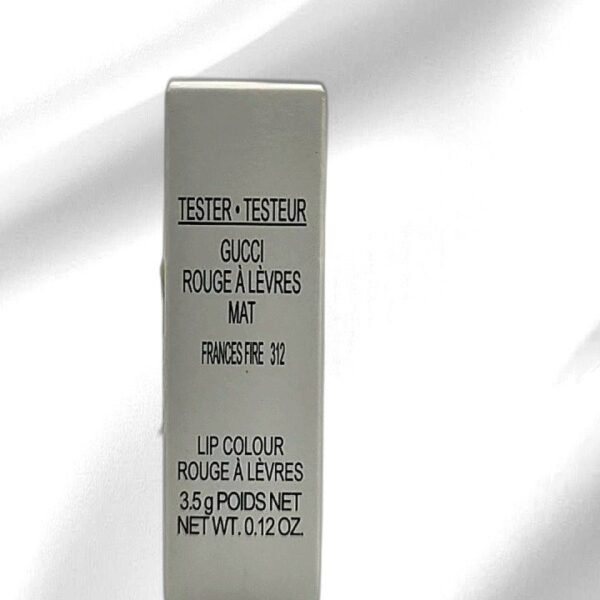 TESTER • TESTEUR
GUCCI
ROUGE À LÈVRES
MAT
FRANCES FIRE 312
LIP COLOUR
ROUGE À LÈVRES
3.5 g POIDS NET
NET WT. 0.12 OZ.